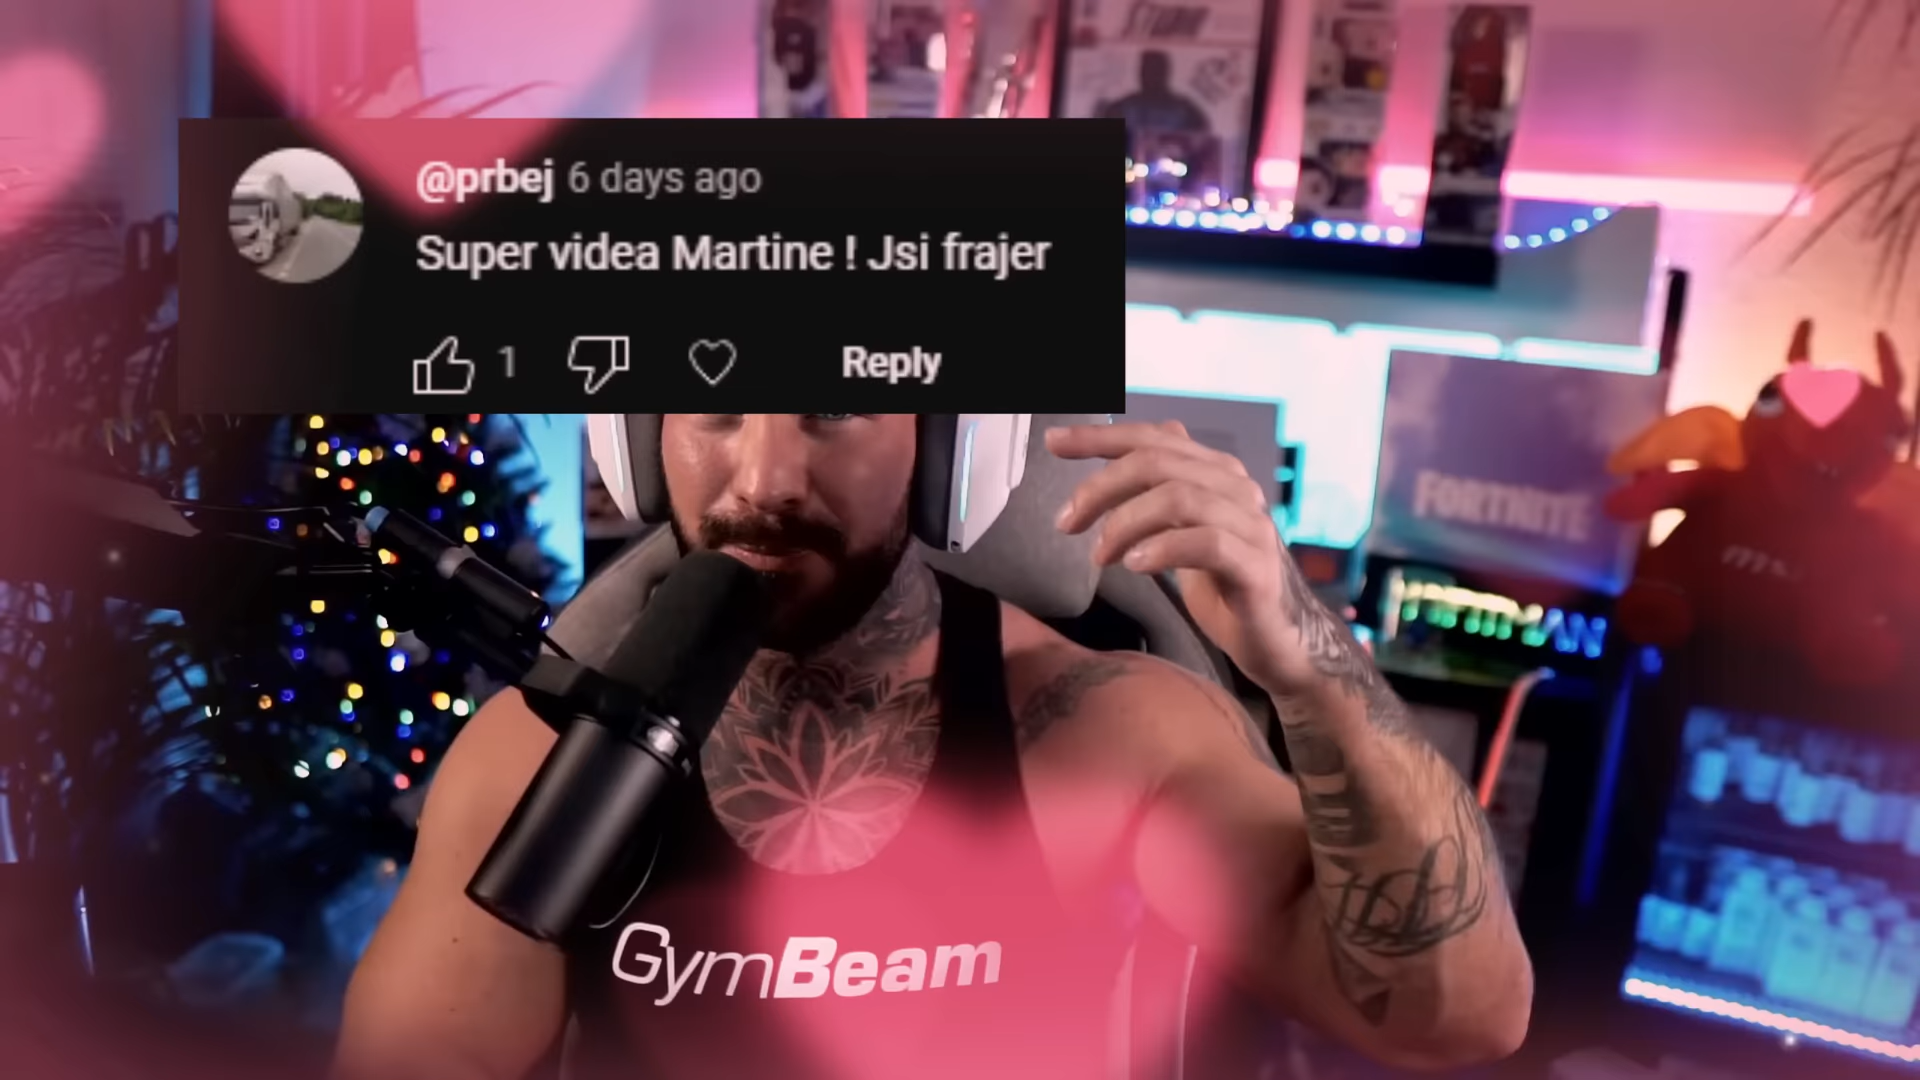 @prbej 6 days ago
Super videa Martine ! Jsi frajer
1
Reply
FORTNITE
GymBeam